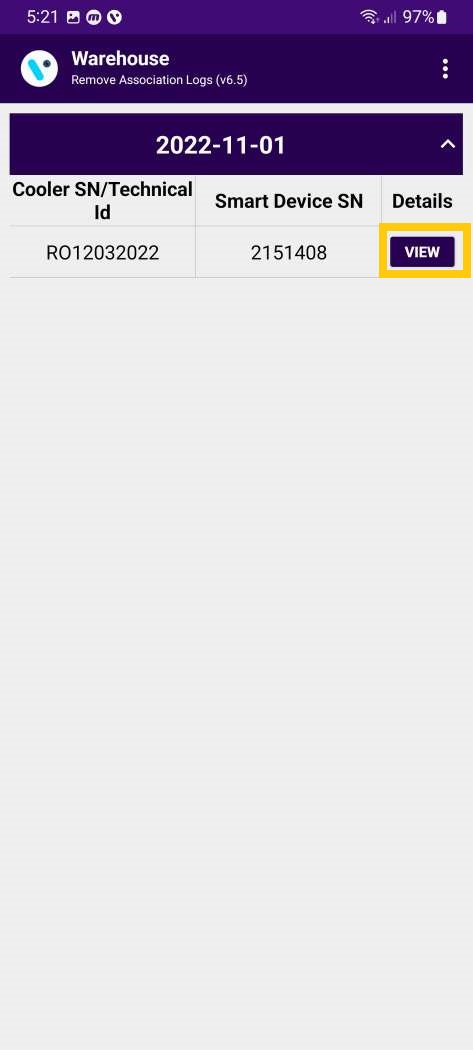 5:21 97%
Warehouse
Remove Association Logs (v6.5)
2022-11-01
Cooler SN/Technical
Id
Smart Device SN
Details
RO12032022
2151408
VIEW